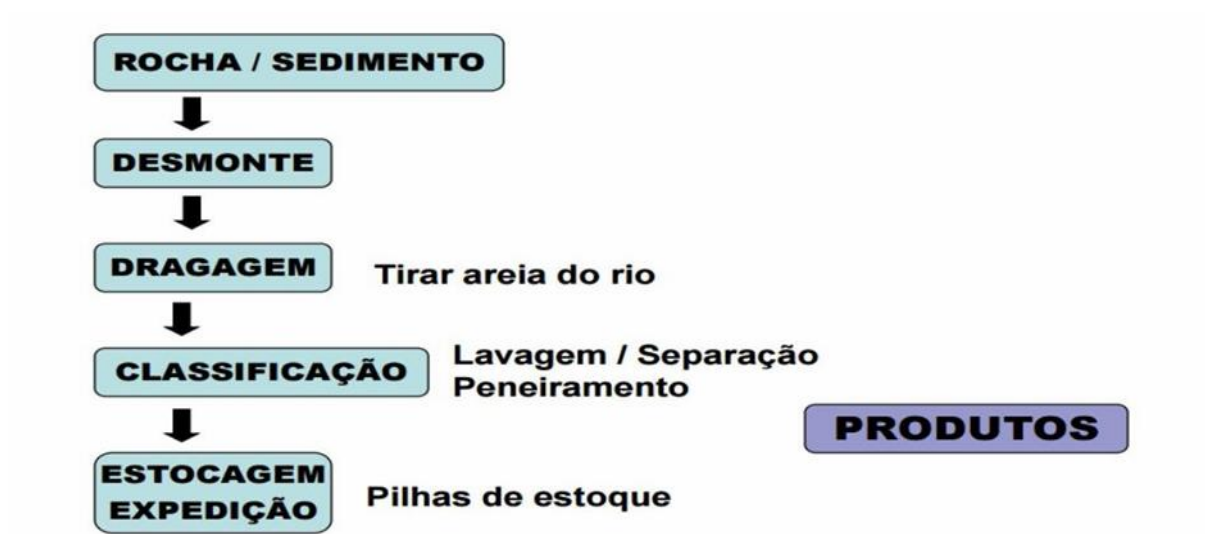 ROCHA / SEDIMENTO
DESMONTE
DRAGAGEM
Tirar areia do rio
CLASSIFICAÇÃO
Lavagem / Separação
Peneiramento
PRODUTOS
ESTOCAGEM
EXPEDIÇÃO
Pilhas de estoque